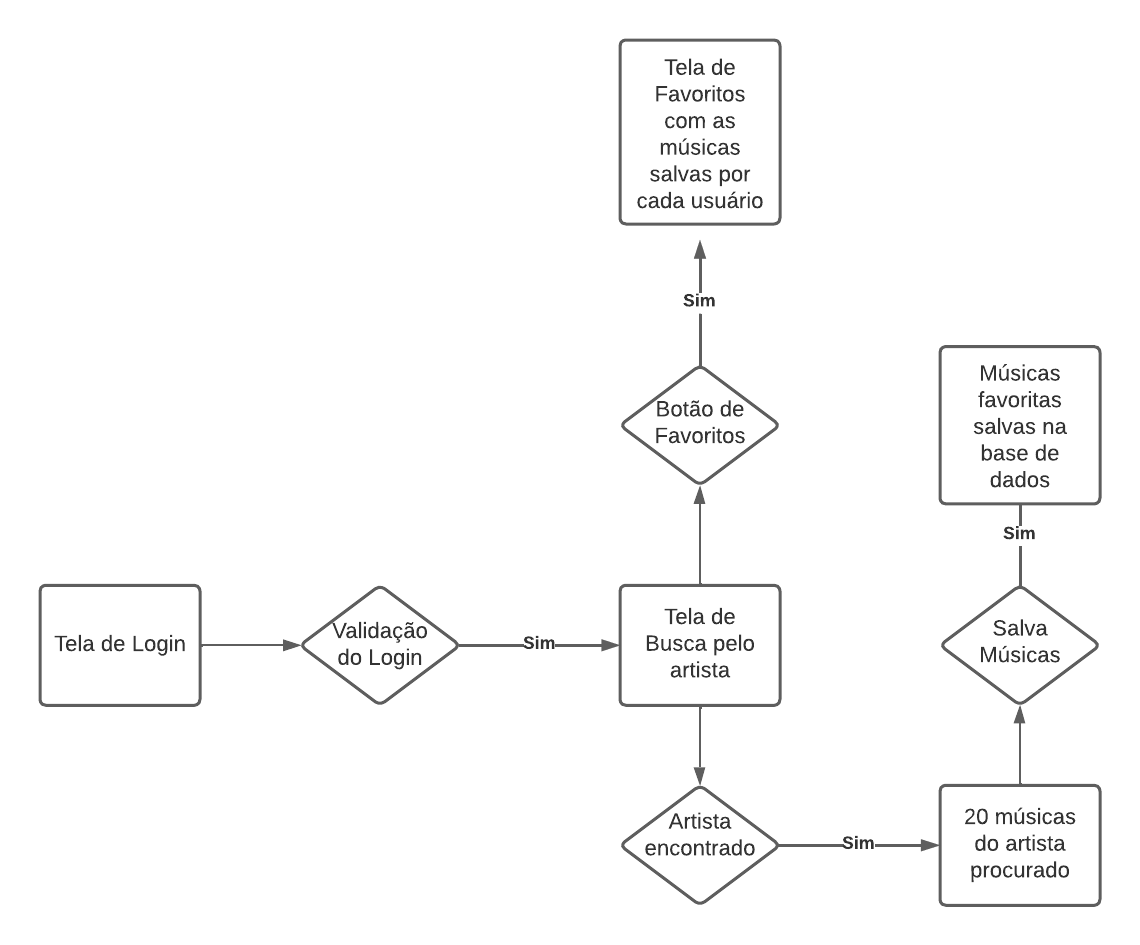 Tela de
Favoritos
com as
músicas
salvas por
cada usuário
Sim
Botão de
Favoritos
Músicas
favoritas
salvas na
base de
dados
Sim
Tela de Login
Validação
do Login
Sim
Tela de
Busca pelo
artista
Salva
Músicas
Artista
encontrado
Sim
20 músicas
do artista
procurado